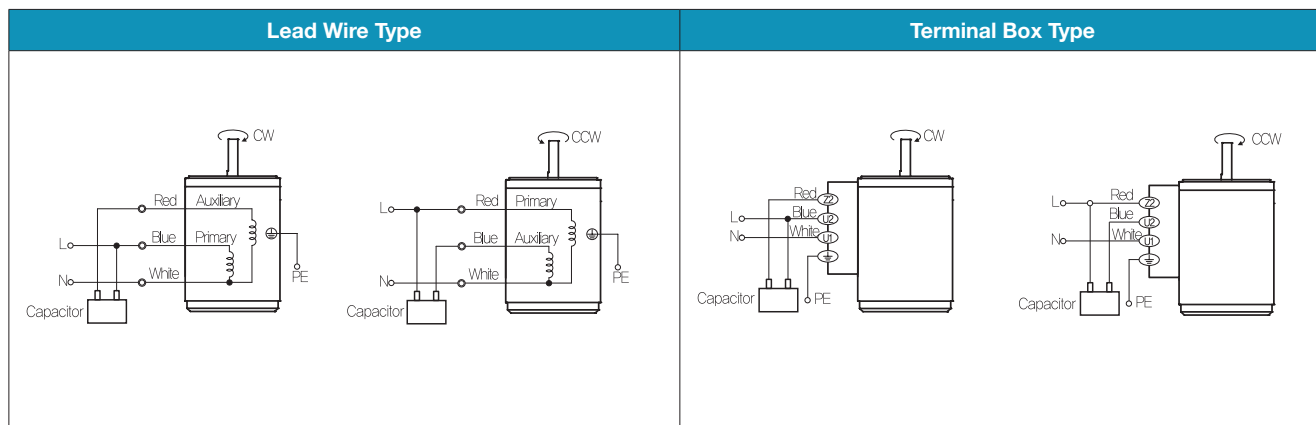 Lead Wire Type
Terminal Box Type
CW
Red
Auxiliary
L
Blue
Primary
N
White
PE
Capacitor
CCW
L
Red
Primary
Blue
Auxiliary
N
White
PE
Capacitor
CW
Red
Z2
L
Blue
U2
N
White
U1
Capacitor
PE
CCW
L
Red
Z2
Blue
U2
N
White
U1
Capacitor
PE